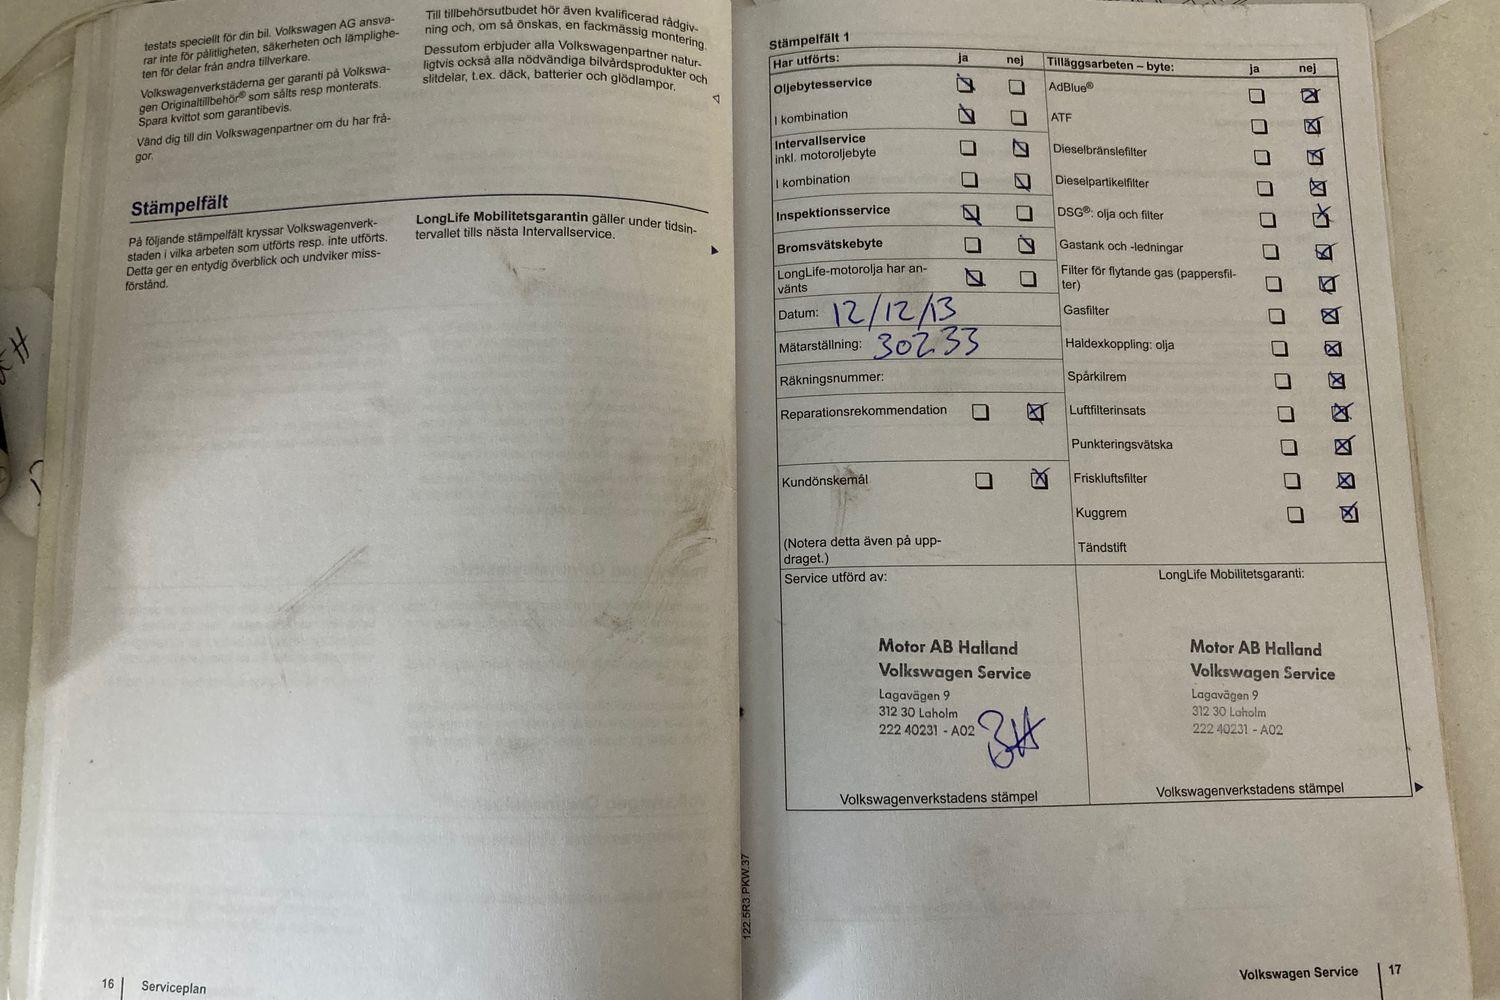 testats speciellt för din bil. Volkswagen AG ansva-
rar inte för pålitligheten, säkerheten och lämplighe-
ten för delar från andra tillverkare.
Volkswagenverkstäderna ger garanti på Volkswa-
gen Originaltillbehör® som sålts resp monterats.
Spara kvittot som garantibevis.
Vänd dig till din Volkswagenpartner om du har frå-
gor.
Till tillbehörsutbudet hör även kvalificerad rådgiv-
ning och, om så önskas, en fackmässig montering.
Dessutom erbjuder alla Volkswagenpartner natur-
ligtvis också alla nödvändiga bilvårdsprodukter och
slitdelar, t.ex. däck, batterier och glödlampor.
Stämpelfält
På följande stämpelfält kryssar Volkswagenverk-
staden i vilka arbeten som utförts resp. inte utförts.
Detta ger en entydig överblick och undviker miss-
förstånd.
LongLife Mobilitetsgarantin gäller under tidsin-
tervallet tills nästa Intervallservice.
16 Serviceplan
Stämpelfält 1
Har utförts: ja nej
Oljebytesservice
I kombination
Intervallservice
inkl. motoroljebyte
I kombination
Inspektionsservice
Bromsvätskebyte
LongLife-motorolja har an-
vänts
Datum: 12/12/13
Mätarställning: 30233
Räkningsnummer:
Reparationsrekommendation
Kundönskemål
(Notera detta även på upp-
draget.)
Tilläggsarbeten – byte: ja nej
AdBlue®
ATF
Dieselbränslefilter
Dieselpartikelfilter
DSG®: olja och filter
Gastank och -ledningar
Filter för flytande gas (pappersfil-
ter)
Gasfilter
Haldexkoppling: olja
Spårkilrem
Luftfilterinsats
Punkteringsvätska
Friskluftsfilter
Kuggrem
Tändstift
Service utförd av:
Motor AB Halland
Volkswagen Service
Lagavägen 9
312 30 Laholm
222 40231 - A02
Volkswagenverkstadens stämpel
LongLife Mobilitetsgaranti:
Motor AB Halland
Volkswagen Service
Lagavägen 9
312 30 Laholm
222 40231 - A02
Volkswagenverkstadens stämpel
122.5R3.PKW.37
Volkswagen Service 17